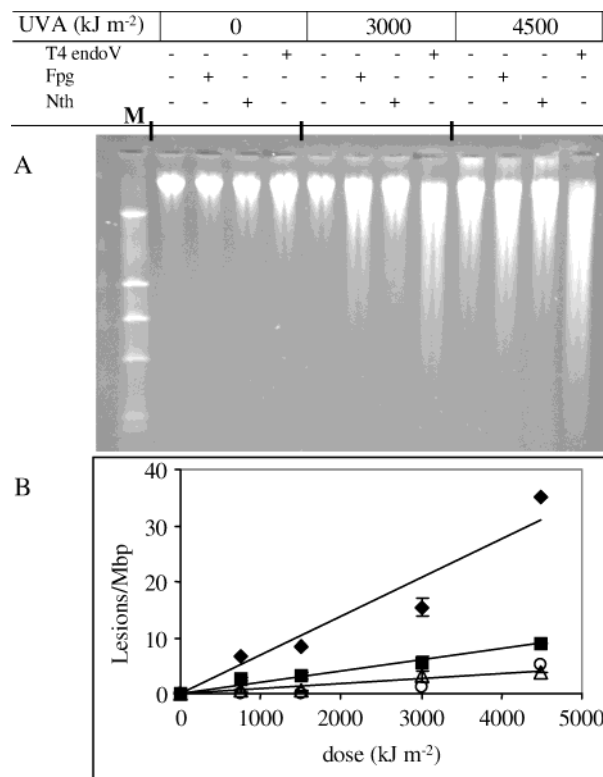 UVA (kJ m-2) 0 3000 4500
T4 endoV - - - + - - - + - - - +
Fpg - + - - - + - - - + - -
Nth - - + - - - + - - - + -
M
A
B
40
30
20
10
0
Lesions/Mbp
0 1000 2000 3000 4000 5000
dose (kJ m-2)